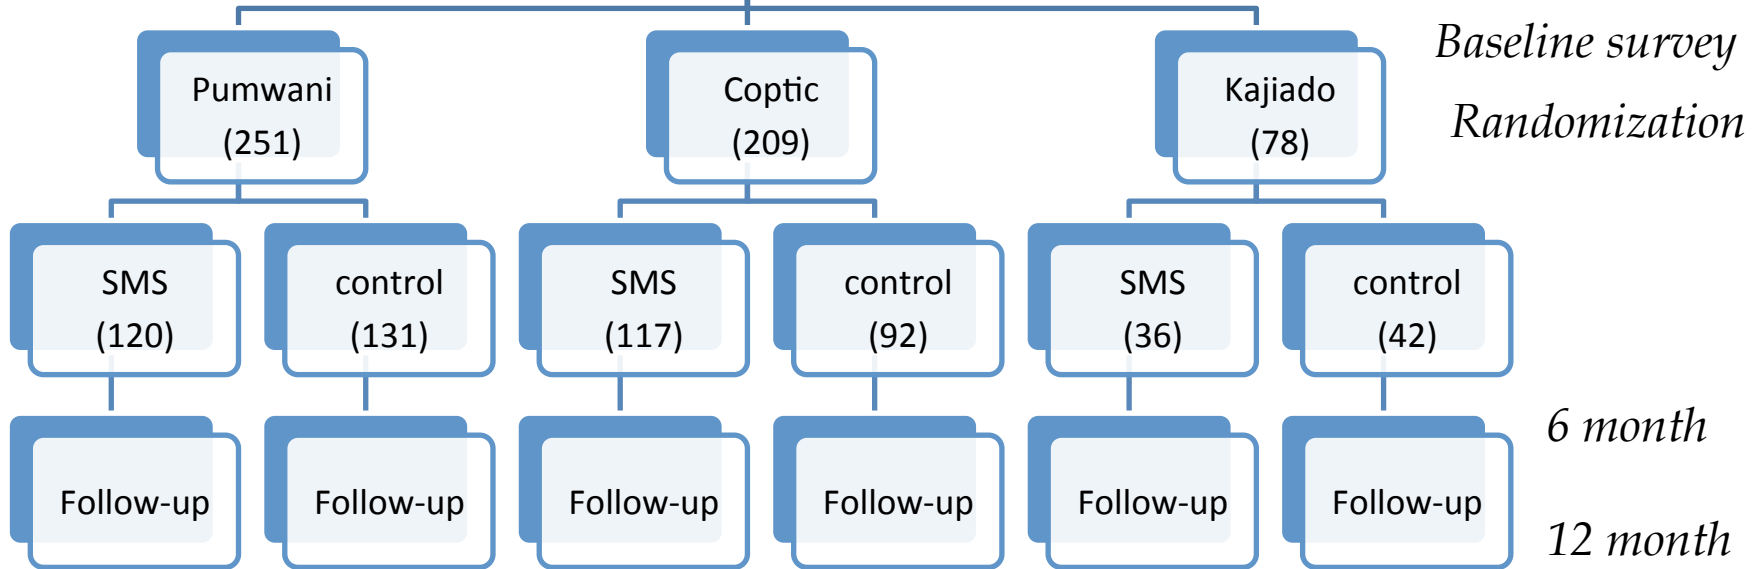 Pumwani
(251)
Coptic
(209)
Kajiado
(78)
Baseline survey
Randomization
SMS
(120)
control
(131)
SMS
(117)
control
(92)
SMS
(36)
control
(42)
Follow-up
Follow-up
Follow-up
Follow-up
Follow-up
Follow-up
6 month
12 month